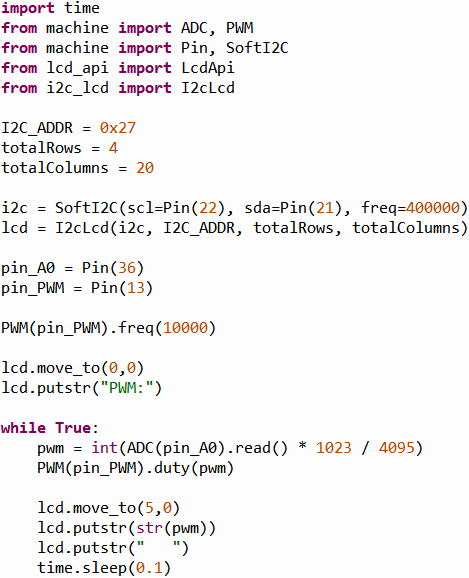 import time
from machine import ADC, PWM
from machine import Pin, SoftI2C
from lcd_api import LcdApi
from i2c_lcd import I2cLcd

I2C_ADDR = 0x27
totalRows = 4
totalColumns = 20

i2c = SoftI2C(scl=Pin(22), sda=Pin(21), freq=400000)
lcd = I2cLcd(i2c, I2C_ADDR, totalRows, totalColumns)

pin_A0 = Pin(36)
pin_PWM = Pin(13)

PWM(pin_PWM).freq(10000)

lcd.move_to(0,0)
lcd.putstr("PWM:")

while True:
    pwm = int(ADC(pin_A0).read() * 1023 / 4095)
    PWM(pin_PWM).duty(pwm)

    lcd.move_to(5,0)
    lcd.putstr(str(pwm))
    lcd.putstr("   ")
    time.sleep(0.1)